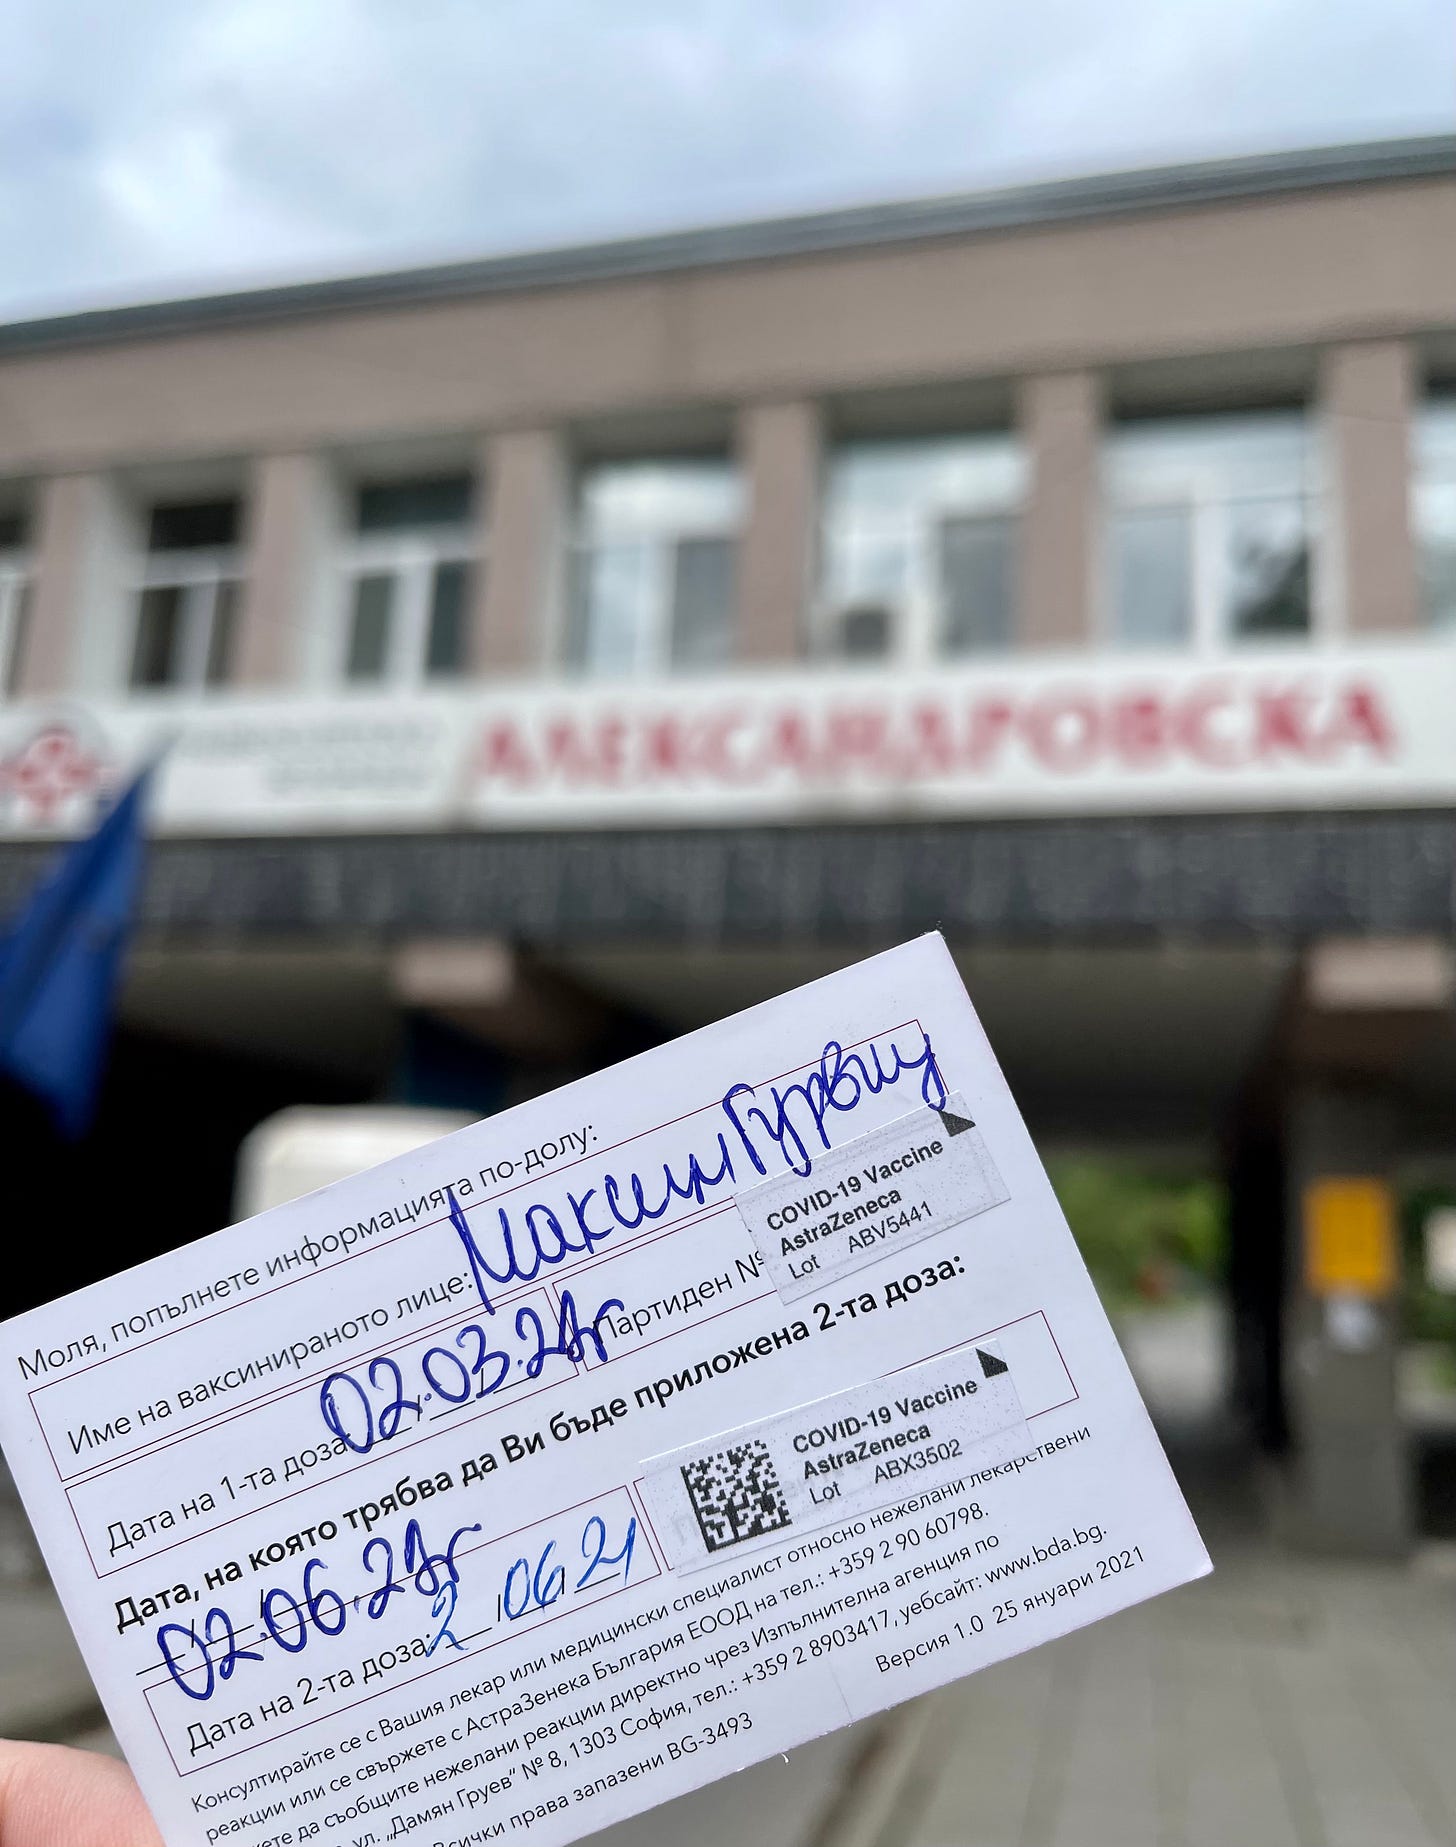 АЛЕКСАНДРОВСКА
Моля, попълнете информацията по-долу:
Име на ваксинираното лице: Максим Гурвич
Дата на 1-та доза 02.03.21г Партиден №
COVID-19 Vaccine
AstraZeneca
Lot ABV5441
Дата, на която трябва да Ви бъде приложена 2-та доза:
02.06.21г
Дата на 2-та доза: 2 06 21
COVID-19 Vaccine
AstraZeneca
Lot ABX3502
Консултирайте се с Вашия лекар или медицински специалист относно нежелани лекарствени
реакции или се свържете с АстраЗенека България ЕООД на тел.: +359 2 90 60798.
да съобщите нежелани реакции директно чрез Изпълнителна агенция по
ул. „Дамян Груев“ № 8, 1303 София, тел.: +359 2 8903417, уебсайт: www.bda.bg.
Всички права запазени BG-3493 Версия 1.0 25 януари 2021